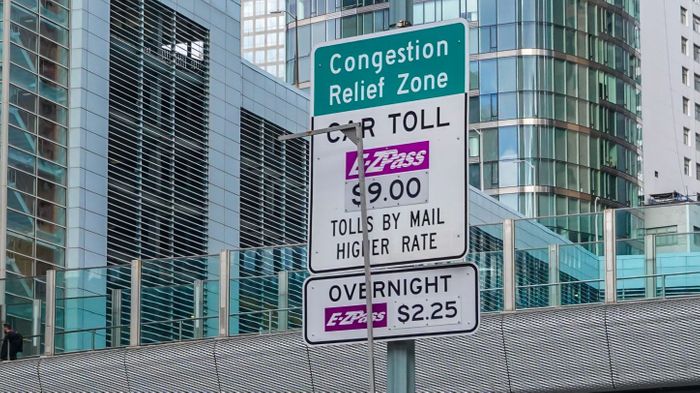 Congestion
Relief Zone
CAR TOLL
E-ZPass
$9.00
TOLLS BY MAIL
HIGHER RATE
OVERNIGHT
E-ZPass $2.25